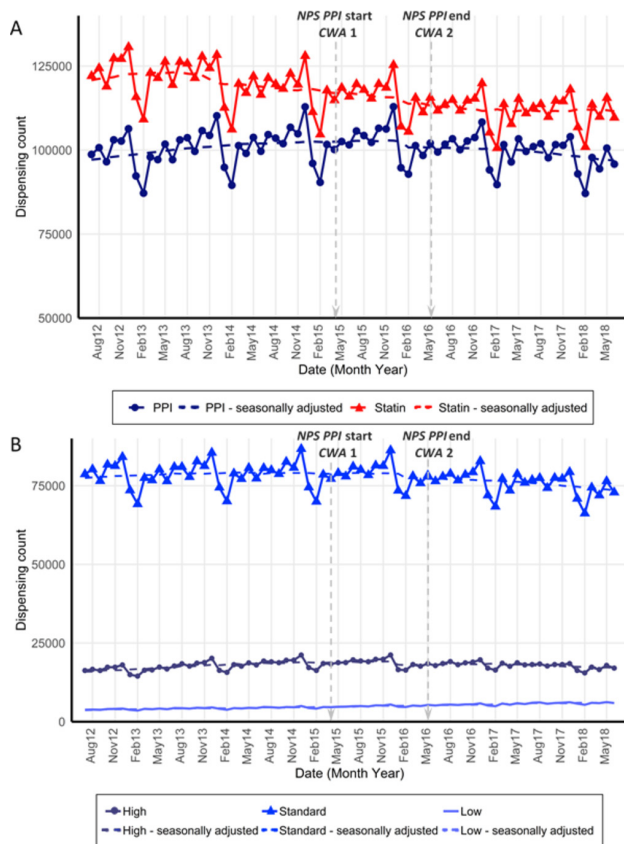 A
NPS PPI start
CWA 1
NPS PPI end
CWA 2
Dispensing count
125000
100000
75000
50000
Aug12
Nov12
Feb13
May13
Aug13
Nov13
Feb14
May14
Aug14
Nov14
Feb15
May15
Aug15
Nov15
Feb16
May16
Aug16
Nov16
Feb17
May17
Aug17
Nov17
Feb18
May18
Date (Month Year)
PPI PPI - seasonally adjusted Statin Statin - seasonally adjusted
B
NPS PPI start
CWA 1
NPS PPI end
CWA 2
Dispensing count
75000
50000
25000
0
Aug12
Nov12
Feb13
May13
Aug13
Nov13
Feb14
May14
Aug14
Nov14
Feb15
May15
Aug15
Nov15
Feb16
May16
Aug16
Nov16
Feb17
May17
Aug17
Nov17
Feb18
May18
Date (Month Year)
High Standard Low
High - seasonally adjusted Standard - seasonally adjusted Low - seasonally adjusted